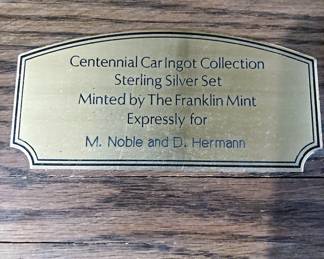 Centennial Car Ingot Collection
Sterling Silver Set
Minted by The Franklin Mint
Expressly for
M. Noble and D. Hermann